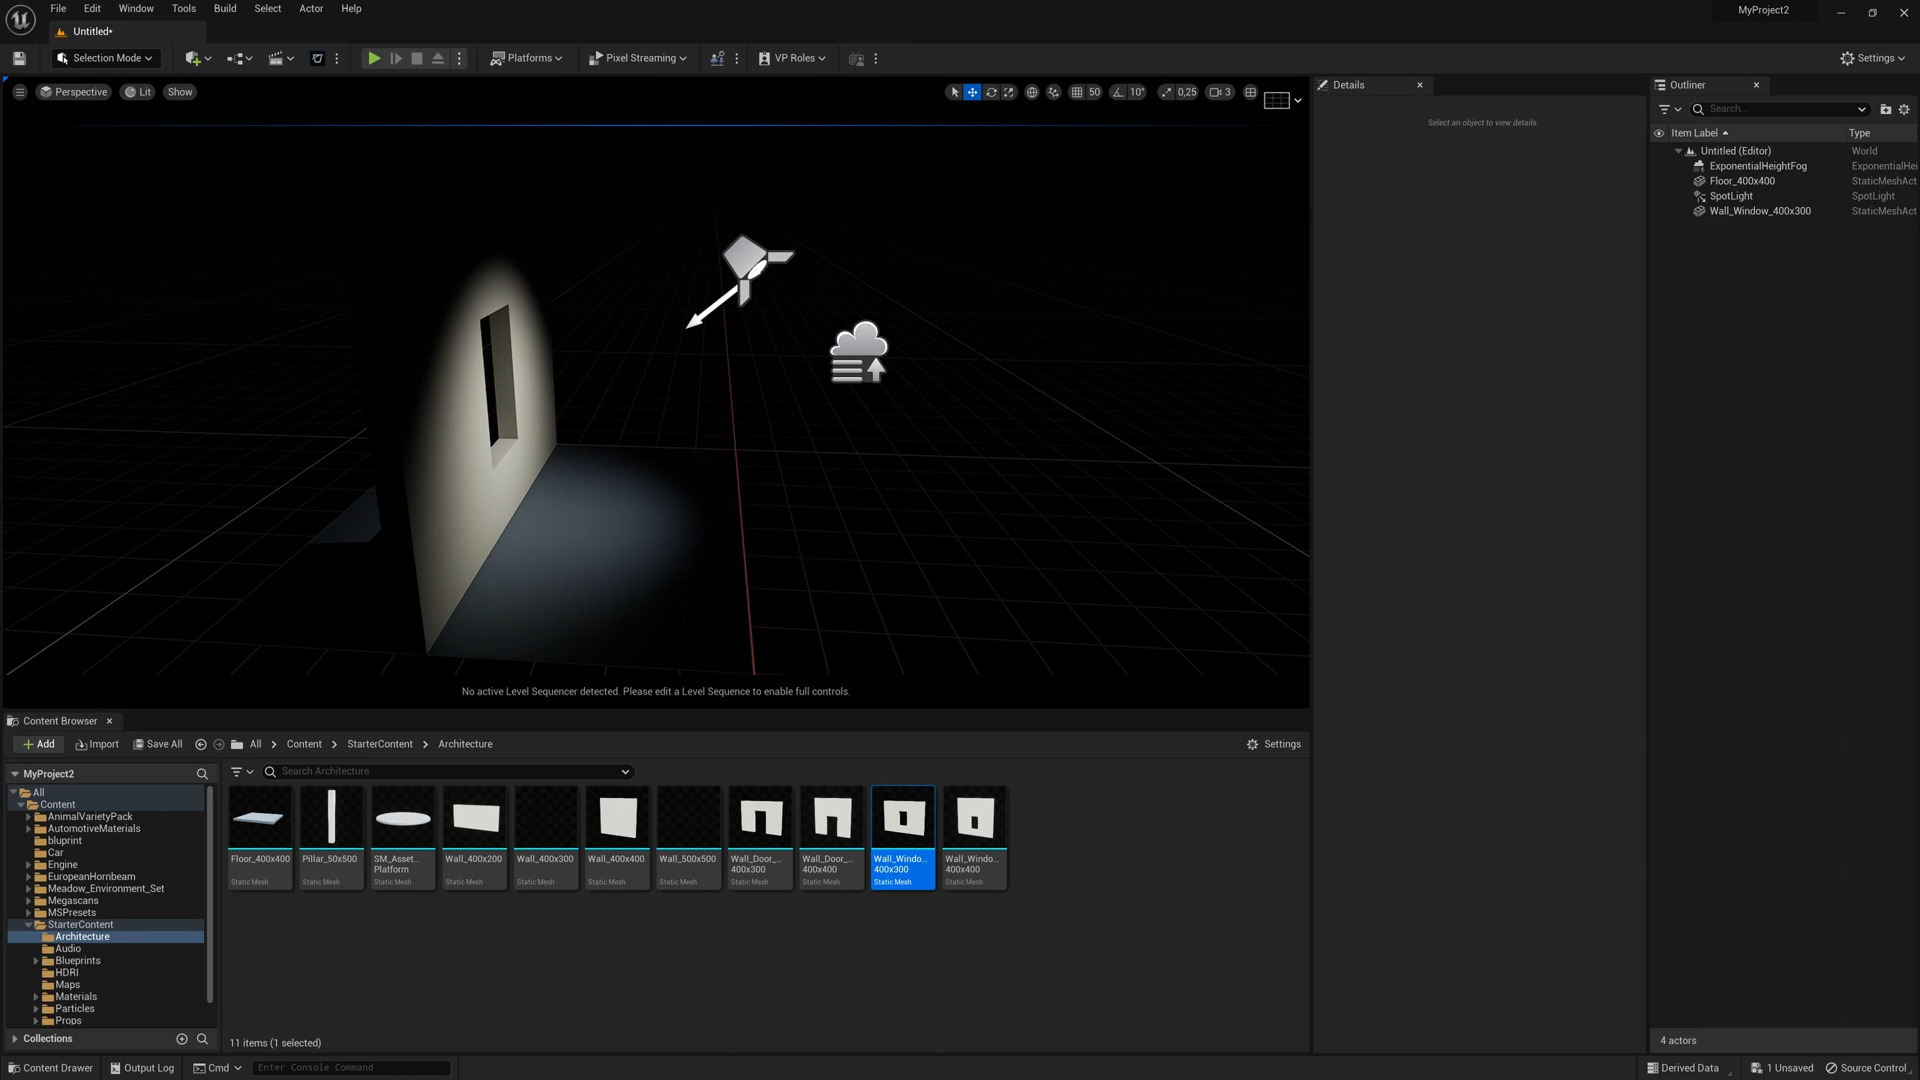 File Edit Window Tools Build Select Actor Help
MyProject2
Untitled*
Selection Mode
Platforms
Pixel Streaming
VP Roles
Settings
Perspective
Lit
Show
50
10°
0,25
3
No active Level Sequencer detected. Please edit a Level Sequence to enable full controls.
Details
Select an object to view details.
Outliner
Search...
Item Label
Type
Untitled (Editor) World
ExponentialHeightFog ExponentialHei
Floor_400x400 StaticMeshAct
SpotLight SpotLight
Wall_Window_400x300 StaticMeshAct
4 actors
Content Browser
Add
Import
Save All
All > Content > StarterContent > Architecture
Settings
MyProject2
All
Content
AnimalVarietyPack
AutomotiveMaterials
bluprint
Car
Engine
EuropeanHornbeam
Meadow_Environment_Set
Megascans
MSPresets
StarterContent
Architecture
Audio
Blueprints
HDRI
Maps
Materials
Particles
Props
Collections
Search Architecture
Floor_400x400
Static Mesh
Pillar_50x500
Static Mesh
SM_Asset...
Platform
Static Mesh
Wall_400x200
Static Mesh
Wall_400x300
Static Mesh
Wall_400x400
Static Mesh
Wall_500x500
Static Mesh
Wall_Door_...
400x300
Static Mesh
Wall_Door_...
400x400
Static Mesh
Wall_Windo...
400x300
Static Mesh
Wall_Windo...
400x400
Static Mesh
11 items (1 selected)
Content Drawer
Output Log
Cmd
Enter Console Command
Derived Data
1 Unsaved
Source Control